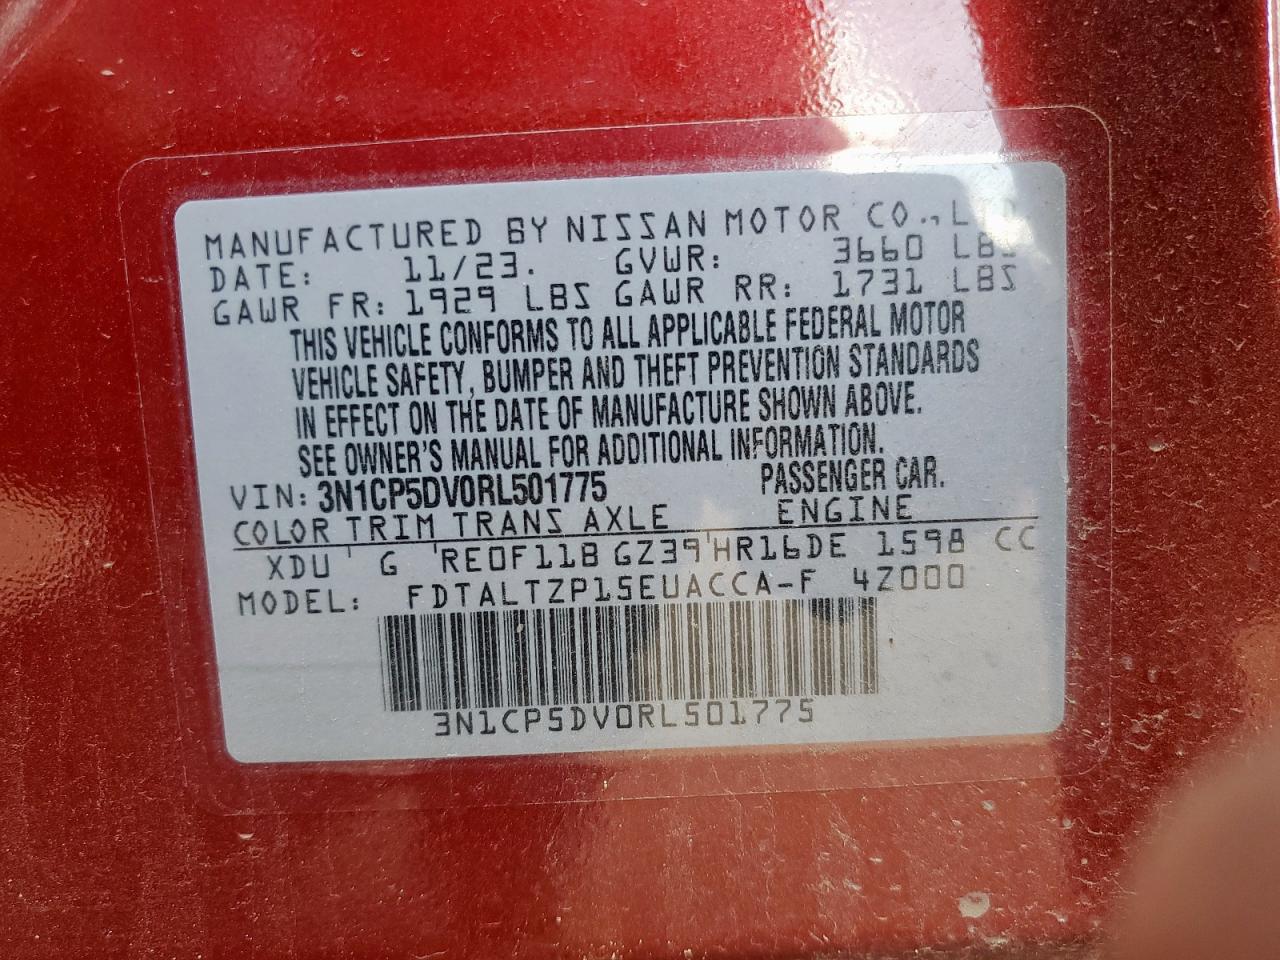 MANUFACTURED BY NISSAN MOTOR CO., LTD.
DATE: 11/23. GVWR: 3660 LBS
GAWR FR: 1929 LBS GAWR RR: 1731 LBS
THIS VEHICLE CONFORMS TO ALL APPLICABLE FEDERAL MOTOR
VEHICLE SAFETY, BUMPER AND THEFT PREVENTION STANDARDS
IN EFFECT ON THE DATE OF MANUFACTURE SHOWN ABOVE.
SEE OWNER'S MANUAL FOR ADDITIONAL INFORMATION.
VIN: 3N1CP5DV0RL501775 PASSENGER CAR.
COLOR TRIM TRANS AXLE ENGINE
XDU G RE0F11B GZ39 HR16DE 1598 CC
MODEL: FDTALTZP15EUACCA-F 4Z000
3N1CP5DV0RL501775